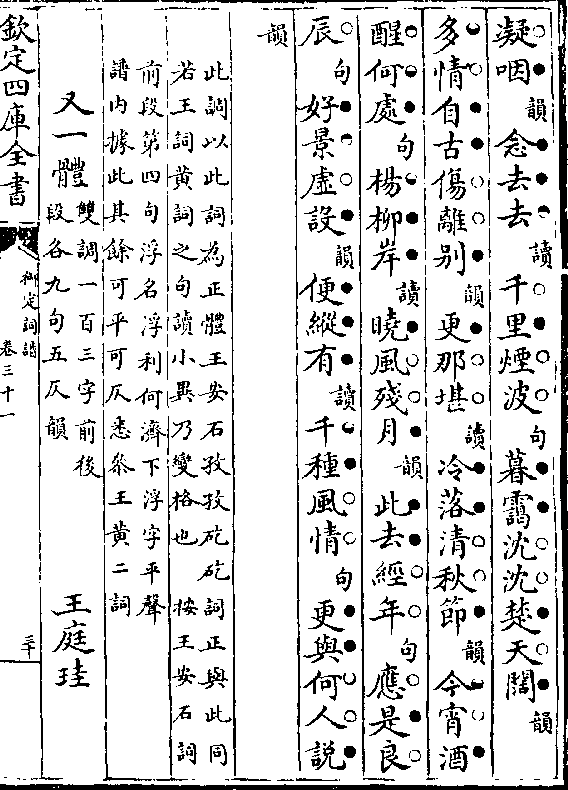 凝咽韻念去去讀千里煙波句暮靄沈沈楚天闊韻
多情自古傷離别韻更那堪讀冷落清秋節韻今宵酒
醒何處句楊柳岸讀曉風殘月韻此去經年句應是良
辰句好景虛設韻便縱有讀千種風情句更與何人説
韻
此調以此詞為正體王安石孜孜矻矻詞正與此同
若王詞黄詞之句讀小異乃變格也 按王安石詞
前段第四句浮名浮利何濟下浮字平聲
譜内據此其餘可平可仄悉叅王黄二詞
又一體雙調一百三字前後
段各九句五仄韻 王庭珪
欽定四庫全書
御定詞譜
卷三十一